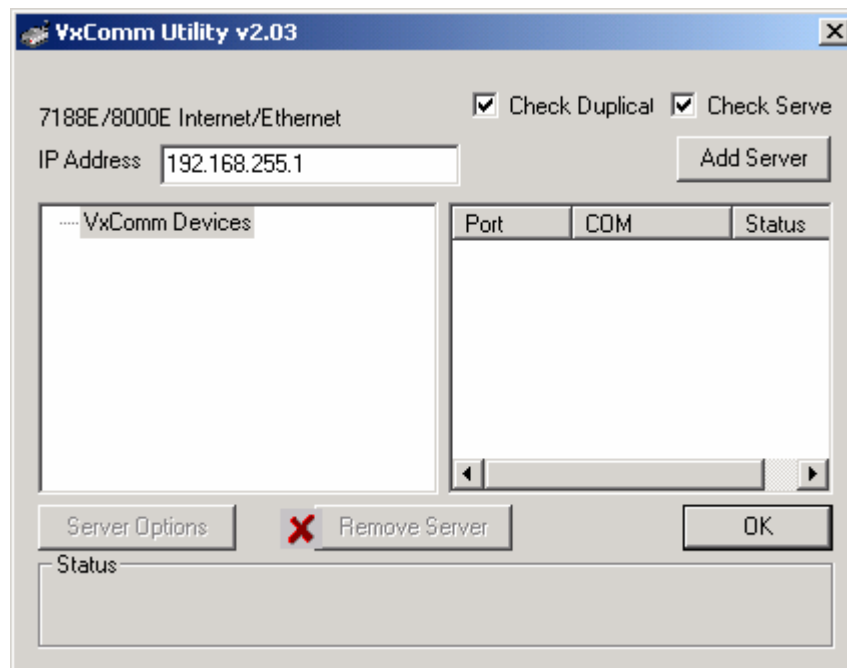 VxComm Utility v2.03
Check Duplicat
Check Serve
7188E/8000E Internet/Ethernet
IP Address
192.168.255.1
Add Server
VxComm Devices
Port COM Status
Server Options
Remove Server
OK
Status